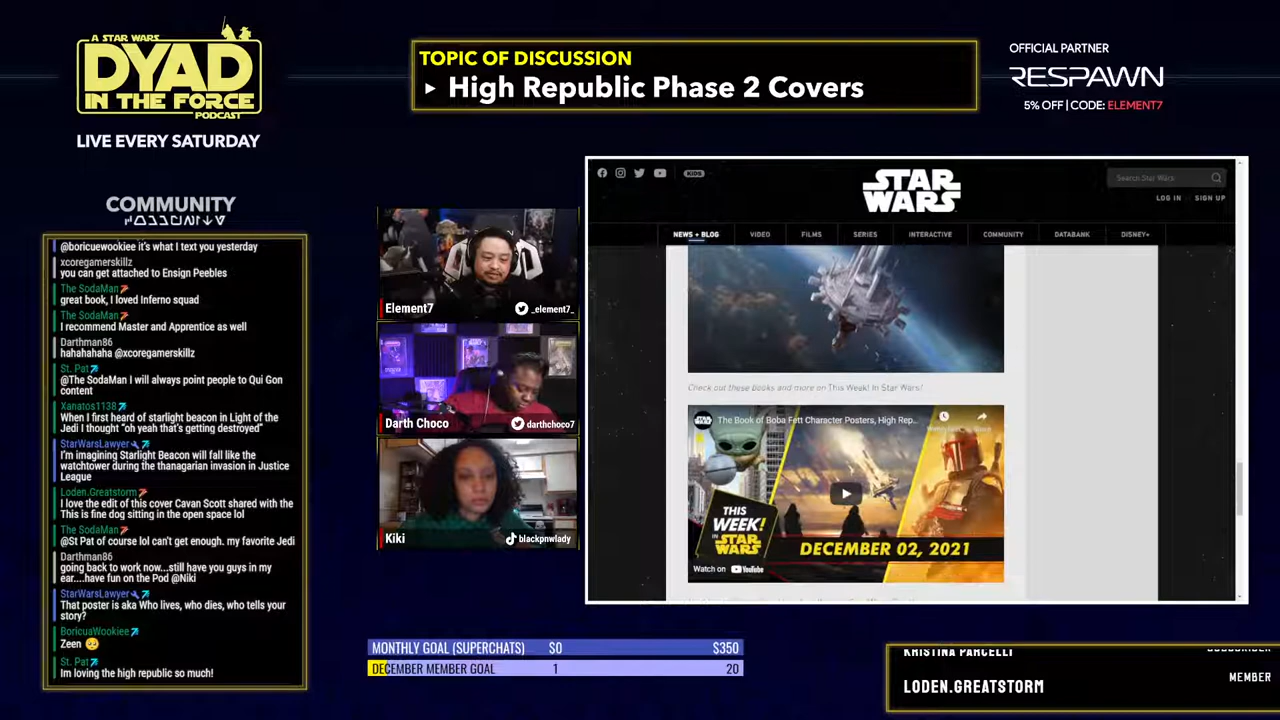 A STAR WARS
DYAD
IN THE FORCE
PODCAST
LIVE EVERY SATURDAY
TOPIC OF DISCUSSION
► High Republic Phase 2 Covers
OFFICIAL PARTNER
RESPAWN
5% OFF | CODE: ELEMENT7
COMMUNITY
@boricuewookiee it's what I text you yesterday
xcoregamerskillz
you can get attached to Ensign Peebles
The SodaMan
great book, I loved Inferno squad
The SodaMan
I recommend Master and Apprentice as well
Darthman86
hahahahaha @xcoregamerskillz
St. Pat
@The SodaMan I will always point people to Qui Gon
content
Xanatos1138
When I first heard of starlight beacon in Light of the
Jedi I thought “oh yeah that's getting destroyed”
StarWarsLawyer
I'm imagining Starlight Beacon will fall like the
watchtower during the thanagarian invasion in Justice
League
Loden.Greatstorm
I love the edit of this cover Cavan Scott shared with the
This is fine dog sitting in the open space lol
The SodaMan
@St Pat of course lol can't get enough. my favorite Jedi
Darthman86
going back to work now...still have you guys in my
ear....have fun on the Pod @Niki
StarWarsLawyer
That poster is aka Who lives, who dies, who tells your
story?
BoricuaWookiee
Zeen 🥺
St. Pat
Im loving the high republic so much!
Element7
_element7_
Darth Choco
darthchoco7
Kiki
blackpnwlady
KIDS
STAR
WARS
Search Star Wars
LOG IN SIGN UP
NEWS + BLOG VIDEO FILMS SERIES INTERACTIVE COMMUNITY DATABANK DISNEY+
Check out these books and more on This Week! In Star Wars!
STAR WARS
The Book of Boba Fett Character Posters, High Rep...
THIS
WEEK!
IN
STAR
WARS
DECEMBER 02, 2021
Watch on YouTube
MONTHLY GOAL (SUPERCHATS) $0 $350
DECEMBER MEMBER GOAL 1 20
KRISTINA PARCELLI SUBSCRIBER
LODEN.GREATSTORM MEMBER